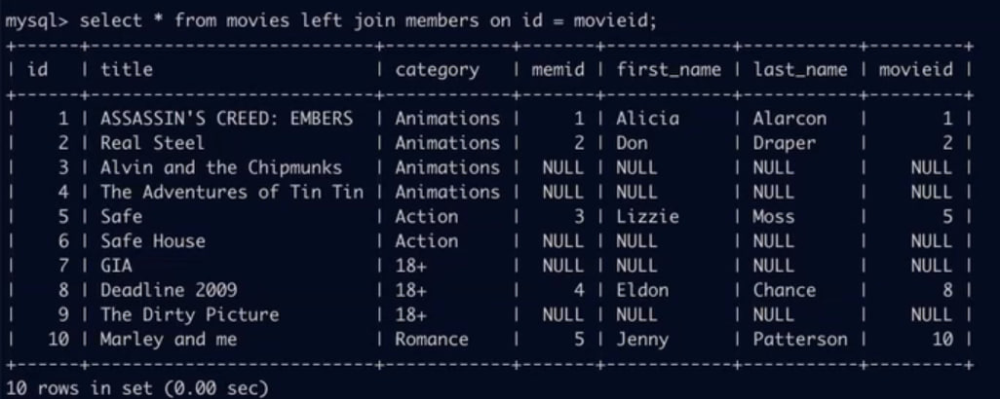 mysql> select * from movies left join members on id = movieid;
+------+----------------------------+------------+-------+------------+-----------+---------+
| id   | title                      | category   | memid | first_name | last_name | movieid |
+------+----------------------------+------------+-------+------------+-----------+---------+
|    1 | ASSASSIN'S CREED: EMBERS   | Animations |     1 | Alicia     | Alarcon   |       1 |
|    2 | Real Steel                 | Animations |     2 | Don        | Draper    |       2 |
|    3 | Alvin and the Chipmunks    | Animations |  NULL | NULL       | NULL      |    NULL |
|    4 | The Adventures of Tin Tin  | Animations |  NULL | NULL       | NULL      |    NULL |
|    5 | Safe                       | Action     |     3 | Lizzie     | Moss      |       5 |
|    6 | Safe House                 | Action     |  NULL | NULL       | NULL      |    NULL |
|    7 | GIA                        | 18+        |  NULL | NULL       | NULL      |    NULL |
|    8 | Deadline 2009              | 18+        |     4 | Eldon      | Chance    |       8 |
|    9 | The Dirty Picture          | 18+        |  NULL | NULL       | NULL      |    NULL |
|   10 | Marley and me              | Romance    |     5 | Jenny      | Patterson |      10 |
+------+----------------------------+------------+-------+------------+-----------+---------+
10 rows in set (0.00 sec)